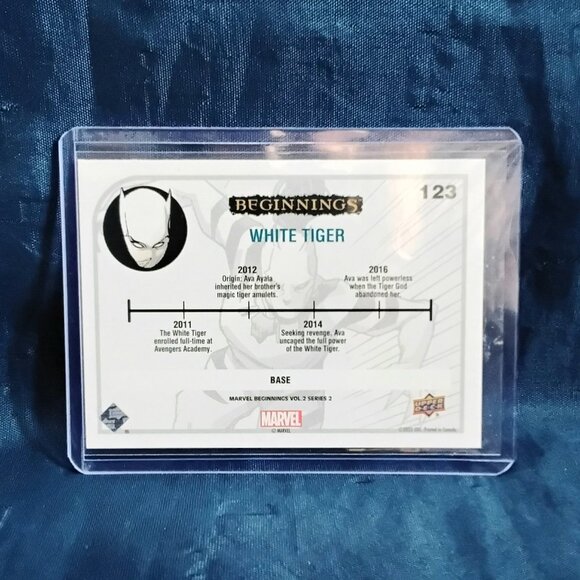 123
BEGINNINGS
WHITE TIGER
2012
Origin: Ava Ayala
inherited her brother's
magic tiger amulets.
2016
Ava was left powerless
when the Tiger God
abandoned her.
2011
The White Tiger
enrolled full-time at
Avengers Academy.
2014
Seeking revenge, Ava
uncaged the full power
of the White Tiger.
BASE
MARVEL BEGINNINGS VOL 2 SERIES 2
MARVEL
© MARVEL
UPPER DECK
Printed in Canada